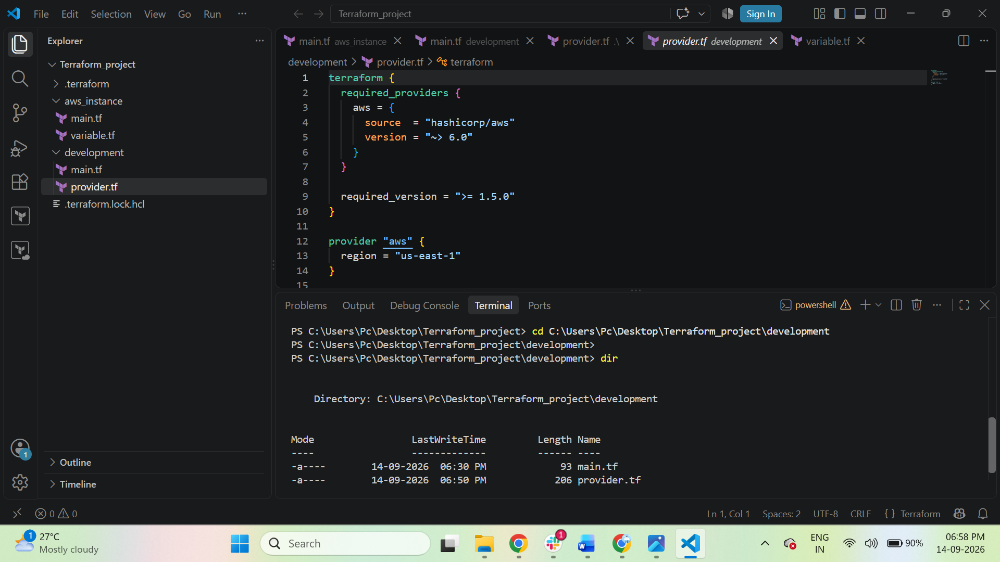 File Edit Selection View Go Run ···
Terraform_project
Sign In
Explorer
Terraform_project
.terraform
aws_instance
main.tf
variable.tf
development
main.tf
provider.tf
.terraform.lock.hcl
Outline
Timeline
1
main.tf aws_instance
main.tf development
provider.tf .\
provider.tf development
variable.tf
development > provider.tf > terraform
1 terraform {
2 required_providers {
3 aws = {
4 source = "hashicorp/aws"
5 version = "~> 6.0"
6 }
7 }
8
9 required_version = ">= 1.5.0"
10 }
11
12 provider "aws" {
13 region = "us-east-1"
14 }
15
Problems Output Debug Console Terminal Ports
powershell
PS C:\Users\Pc\Desktop\Terraform_project> cd C:\Users\Pc\Desktop\Terraform_project\development
PS C:\Users\Pc\Desktop\Terraform_project\development>
PS C:\Users\Pc\Desktop\Terraform_project\development> dir
Directory: C:\Users\Pc\Desktop\Terraform_project\development
Mode LastWriteTime Length Name
---- ------------- ------ ----
-a---- 14-09-2026 06:30 PM 93 main.tf
-a---- 14-09-2026 06:50 PM 206 provider.tf
0 0
Ln 1, Col 1 Spaces: 2 UTF-8 CRLF { } Terraform
1
27°C
Mostly cloudy
Search
1
W
ENG
IN
90%
06:58 PM
14-09-2026